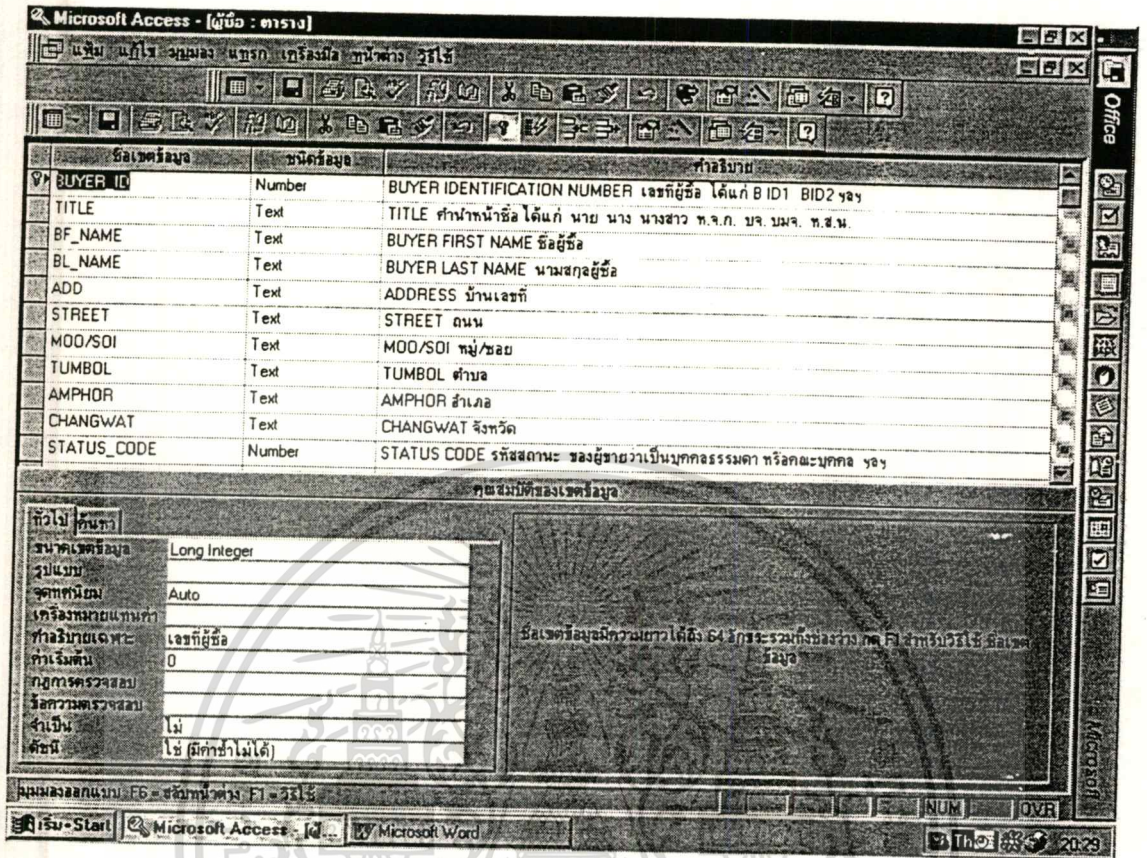 Microsoft Access - [ผู้ซื้อ : ตาราง]
แฟ้ม แก้ไข มุมมอง แทรก เครื่องมือ หน้าต่าง วิธีใช้
Office
ชื่อเขตข้อมูล ชนิดข้อมูล คำอธิบาย
BUYER_ID Number BUYER IDENTIFICATION NUMBER เลขที่ผู้ซื้อ ได้แก่ BID1 BID2 ฯลฯ
TITLE Text TITLE คำนำหน้าชื่อ ได้แก่ นาย นาง นางสาว ห.จ.ก. บจ. บมจ. ห.ส.น.
BF_NAME Text BUYER FIRST NAME ชื่อผู้ซื้อ
BL_NAME Text BUYER LAST NAME นามสกุลผู้ซื้อ
ADD Text ADDRESS บ้านเลขที่
STREET Text STREET ถนน
MOO/SOI Text MOO/SOI หมู่/ซอย
TUMBOL Text TUMBOL ตำบล
AMPHOR Text AMPHOR อำเภอ
CHANGWAT Text CHANGWAT จังหวัด
STATUS_CODE Number STATUS CODE รหัสสถานะ ของผู้ขายว่าเป็นบุคคลธรรมดา หรือคณะบุคคล ฯลฯ
คุณสมบัติของเขตข้อมูล
ทั่วไป ค้นหา
ขนาดเขตข้อมูล Long Integer
รูปแบบ
จุดทศนิยม Auto
เครื่องหมายแทนค่า
คำอธิบายเฉพาะ เลขที่ผู้ซื้อ
ค่าเริ่มต้น 0
กฎการตรวจสอบ
ข้อความตรวจสอบ
จำเป็น ไม่
ดัชนี ใช่ (มีค่าซ้ำไม่ได้)
ชื่อเขตข้อมูลมีความยาวได้ถึง 64 อักขระรวมทั้งช่องว่าง กด F1 สำหรับวิธีใช้ ชื่อเขต
ข้อมูล
Microsoft
มุมมองออกแบบ F6 = สลับหน้าต่าง F1 = วิธีใช้ NUM OVR
เริ่ม-Start Microsoft Access - [ผู้... Microsoft Word Th 20:29